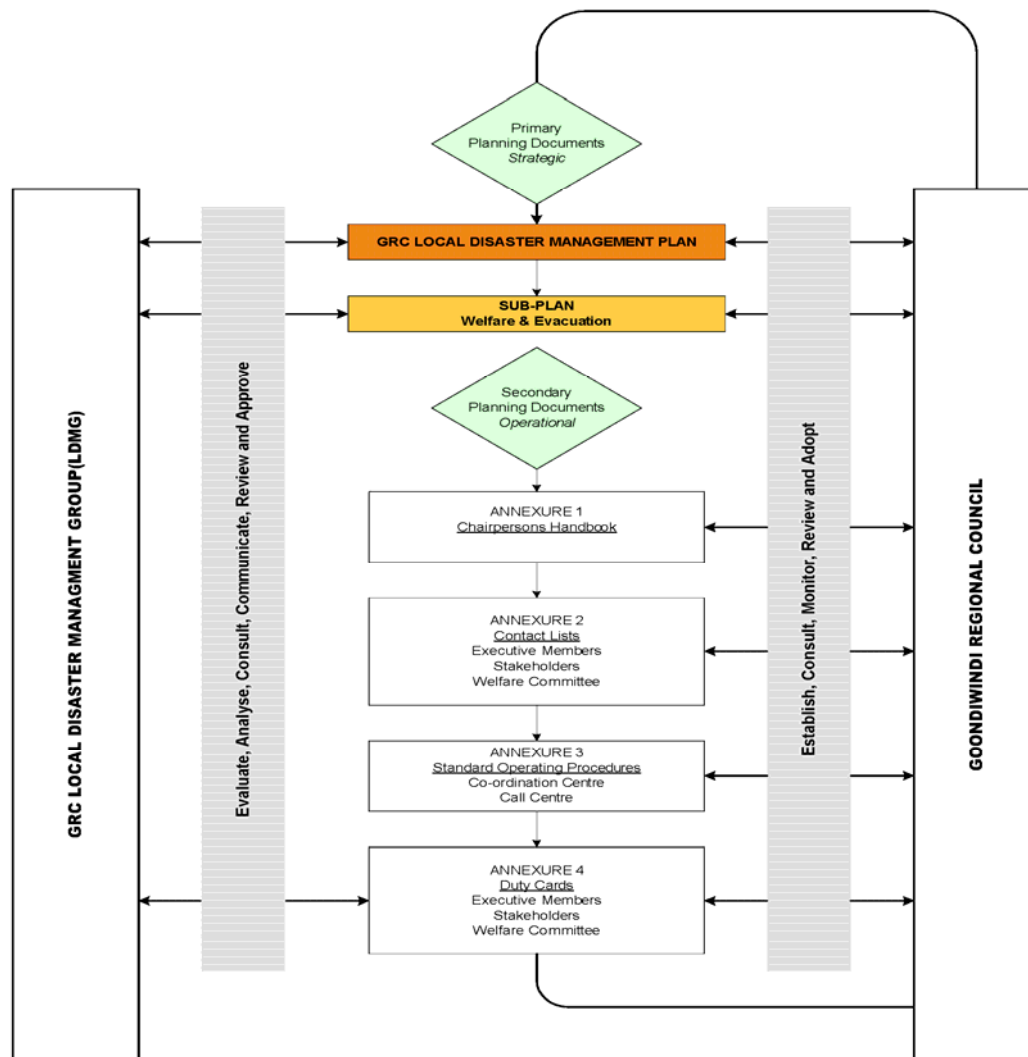 Primary
Planning Documents
Strategic
GRC LOCAL DISASTER MANAGEMENT PLAN
SUB-PLAN
Welfare & Evacuation
Secondary
Planning Documents
Operational
ANNEXURE 1
Chairpersons Handbook
ANNEXURE 2
Contact Lists
Executive Members
Stakeholders
Welfare Committee
ANNEXURE 3
Standard Operating Procedures
Co-ordination Centre
Call Centre
ANNEXURE 4
Duty Cards
Executive Members
Stakeholders
Welfare Committee
GRC LOCAL DISASTER MANAGMENT GROUP(LDMG)
Evaluate, Analyse, Consult, Communicate, Review and Approve
Establish, Consult, Monitor, Review and Adopt
GOONDIWINDI REGIONAL COUNCIL